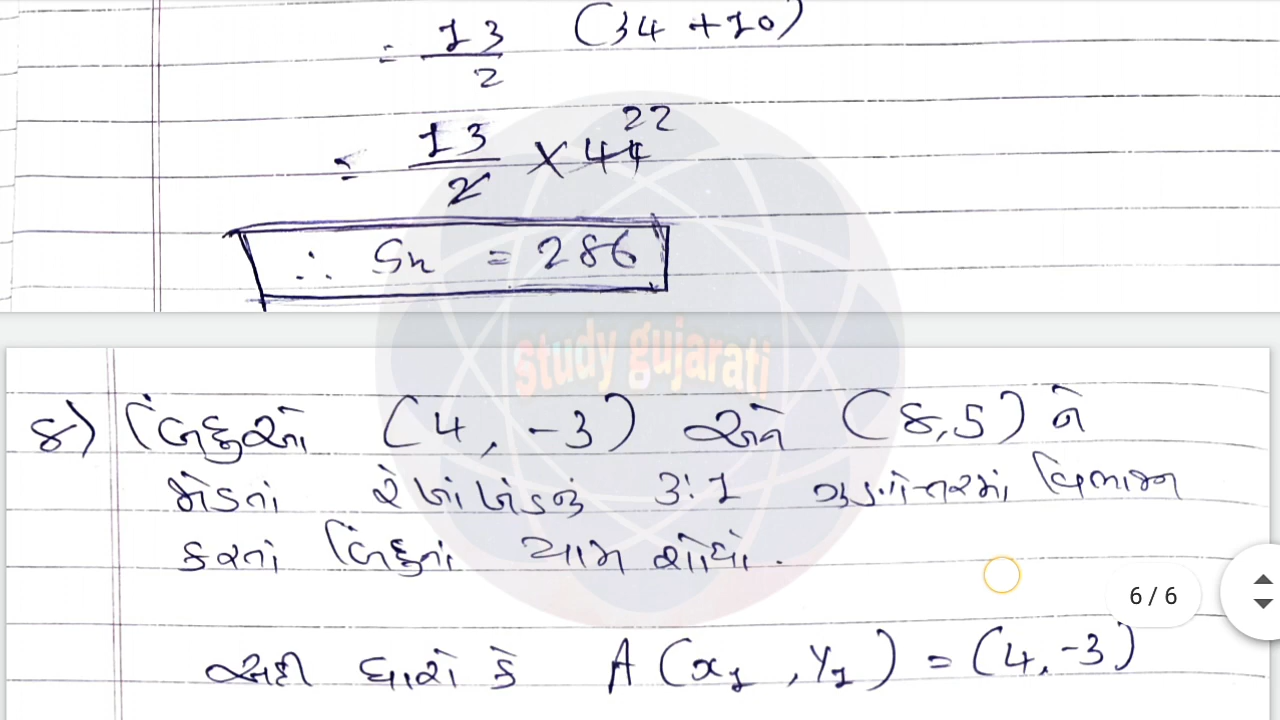 = 13/2 (34 + 10)
= 13/2 × 44 22
∴ Sn = 286
study gujarati
૪) બિંદુઓ (4, -3) અને (8, 5) ને
જોડતાં રેખાખંડનું 3:1 ગુણોત્તરમાં વિભાજન
કરતાં બિંદુના યામ શોધો.
6 / 6
અહીં ધારો કે A (x₁, y₁) = (4, -3)